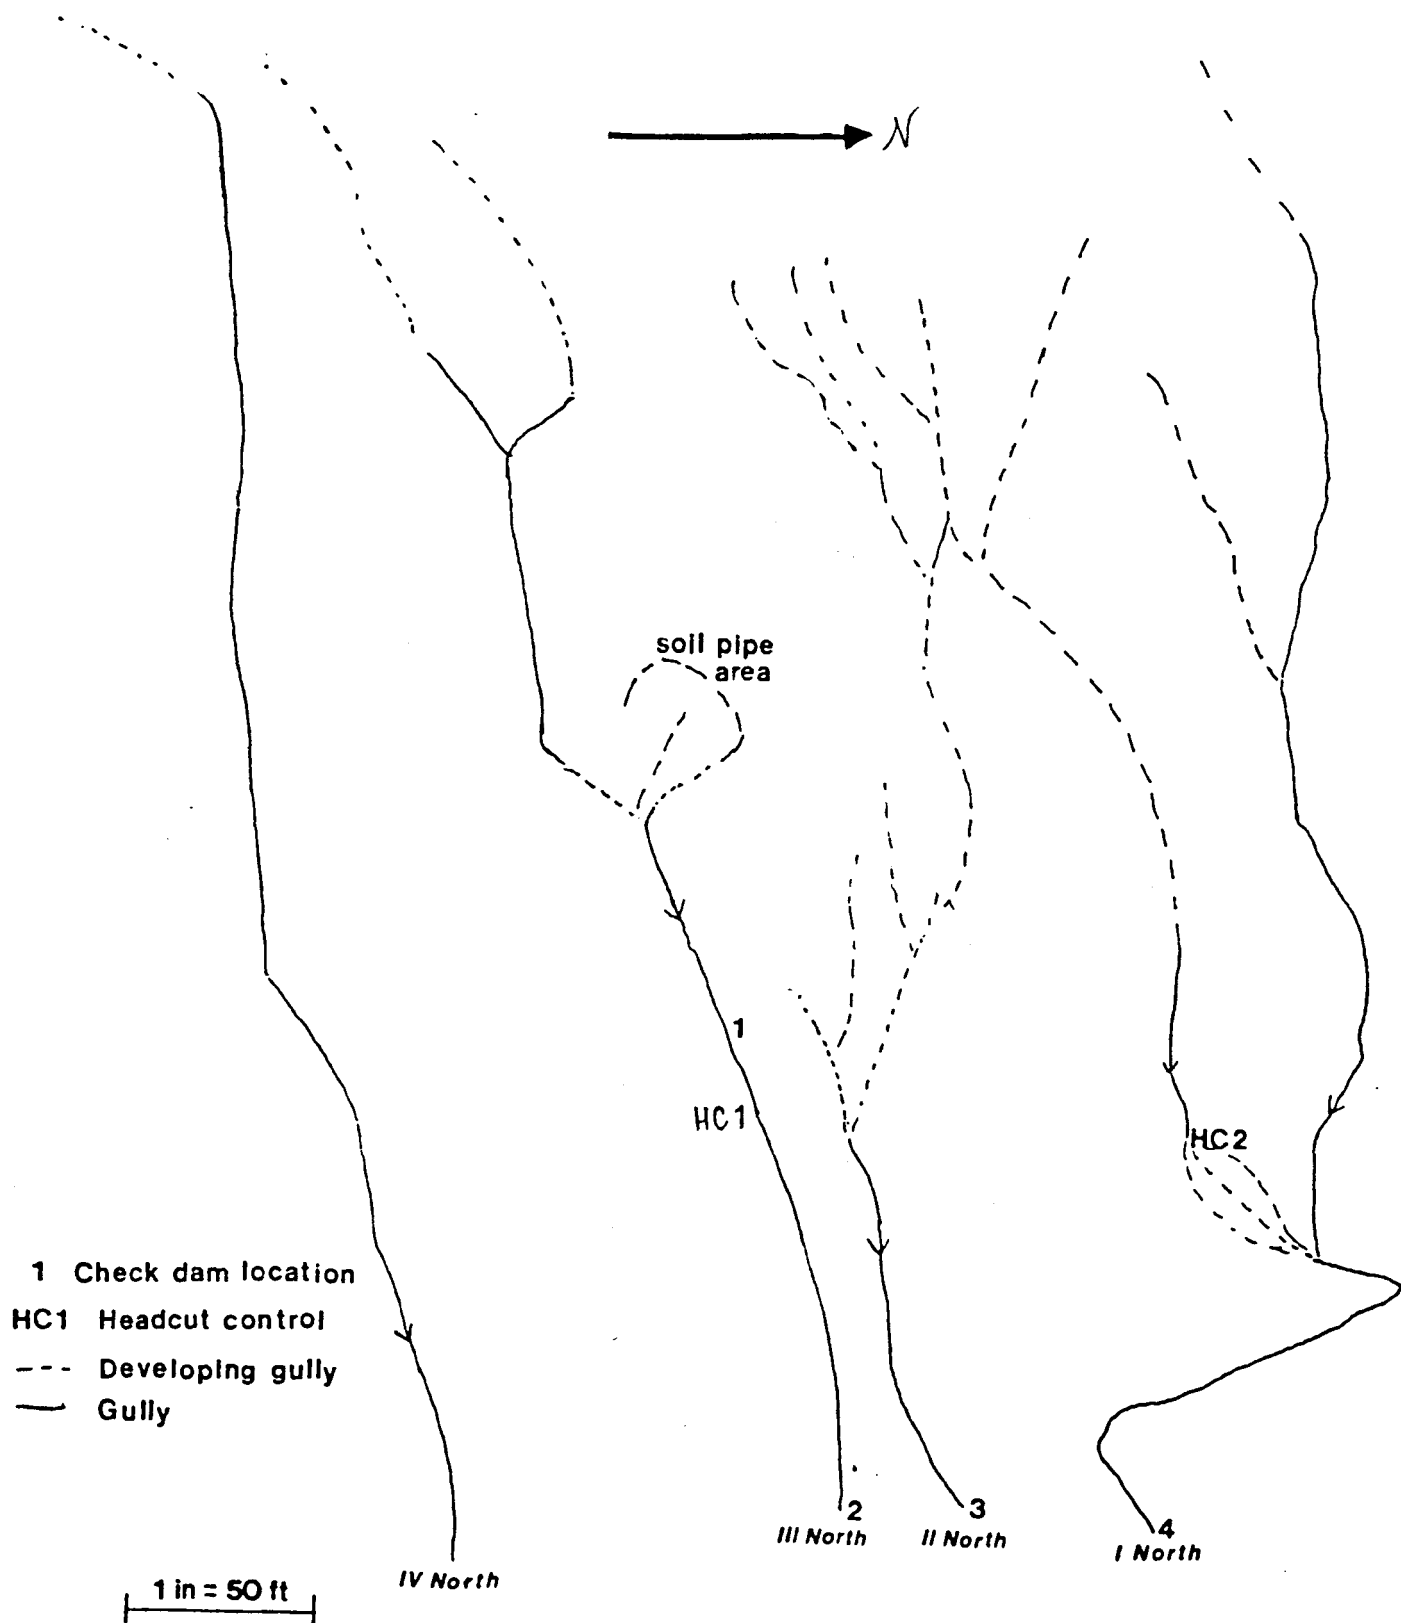 N
soil pipe
area
1
HC1
HC2
1 Check dam location
HC1 Headcut control
--- Developing gully
— Gully
2
III North
3
II North
4
I North
IV North
1 in = 50 ft